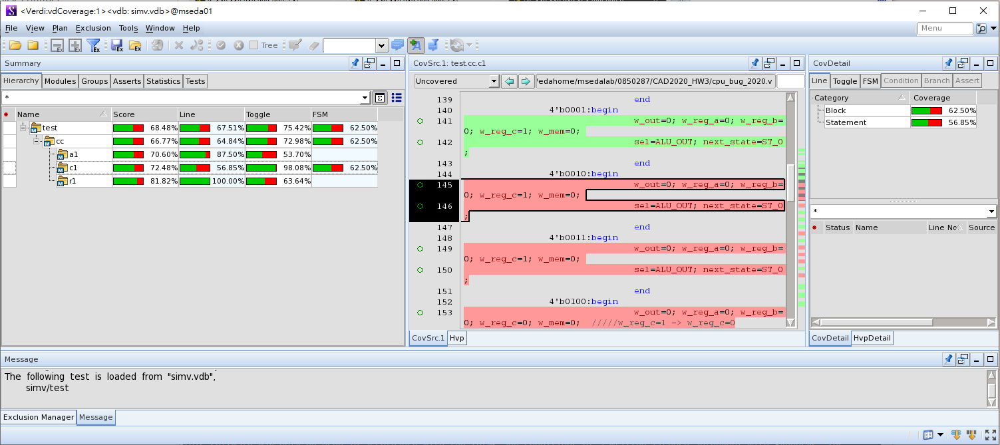 <Verdi:vdCoverage:1><vdb: simv.vdb>@mseda01
File View Plan Exclusion Tools Window Help
Menu
Tree
Summary
Hierarchy Modules Groups Asserts Statistics Tests
*
Name Score Line Toggle FSM
test 68.48% 67.51% 75.42% 62.50%
cc 66.77% 64.84% 72.98% 62.50%
a1 70.60% 87.50% 53.70%
c1 72.48% 56.85% 98.08% 62.50%
r1 81.82% 100.00% 63.64%
CovSrc.1: test.cc.c1
Uncovered
edahome/msedalab/0850287/CAD2020_HW3/cpu_bug_2020.v
139 end
140 4'b0001:begin
141 w_out=0; w_reg_a=0; w_reg_b=
0; w_reg_c=1; w_mem=0;
142 sel=ALU_OUT; next_state=ST_0
;
143 end
144 4'b0010:begin
145 w_out=0; w_reg_a=0; w_reg_b=
0; w_reg_c=1; w_mem=0;
146 sel=ALU_OUT; next_state=ST_0
;
147 end
148 4'b0011:begin
149 w_out=0; w_reg_a=0; w_reg_b=
0; w_reg_c=1; w_mem=0;
150 sel=ALU_OUT; next_state=ST_0
;
151 end
152 4'b0100:begin
153 w_out=0; w_reg_a=0; w_reg_b=
0; w_reg_c=0; w_mem=0; /////w_reg_c=1 -> w_reg_c=0
CovSrc.1 Hvp
CovDetail
Line Toggle FSM Condition Branch Assert
Category Coverage
Block 62.50%
Statement 56.85%
*
Status Name Line No Source
CovDetail HvpDetail
Message
The following test is loaded from "simv.vdb",
simv/test
Exclusion Manager Message